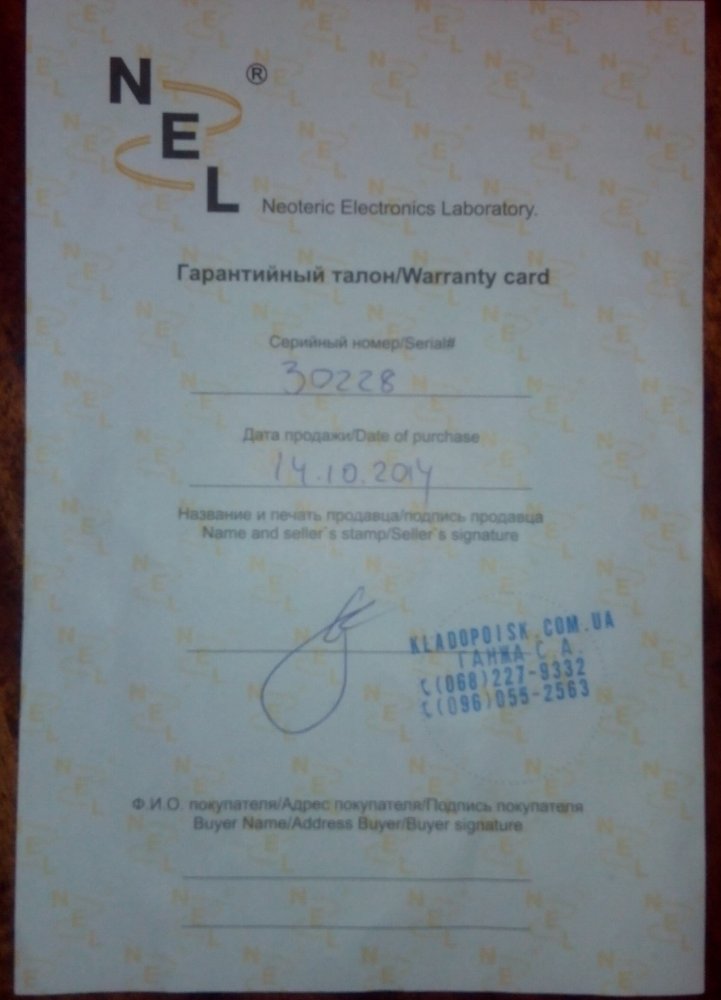 N
E
L
®
Neoteric Electronics Laboratory.
Гарантийный талон/Warranty card
Серийный номер/Serial#
30228
Дата продажи/Date of purchase
14.10.2014
Название и печать продавца/подпись продавца
Name and seller`s stamp/Seller`s signature
KLADOPOISK.COM.UA
ГАНЖА С.А.
т(068)227-9332
т(096)055-2563
Ф.И.О. покупателя/Адрес покупателя/Подпись покупателя
Buyer Name/Address Buyer/Buyer signature